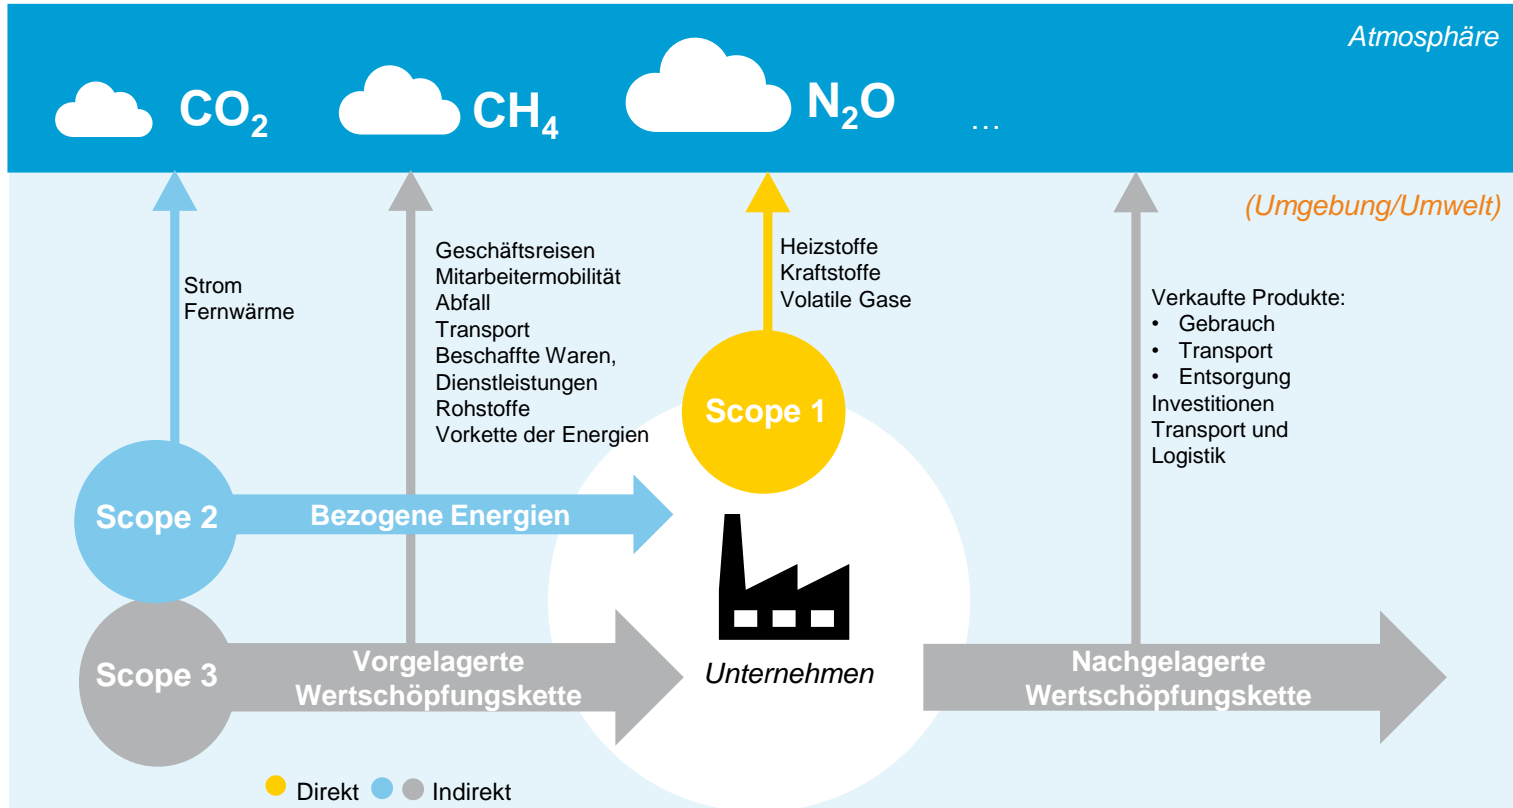 Atmosphäre
CO₂
CH₄
N₂O
…
(Umgebung/Umwelt)
Strom
Fernwärme
Geschäftsreisen
Mitarbeitermobilität
Abfall
Transport
Beschaffte Waren,
Dienstleistungen
Rohstoffe
Vorkette der Energien
Heizstoffe
Kraftstoffe
Volatile Gase
Verkaufte Produkte:
• Gebrauch
• Transport
• Entsorgung
Investitionen
Transport und
Logistik
Scope 1
Scope 2
Bezogene Energien
Scope 3
Vorgelagerte
Wertschöpfungskette
Unternehmen
Nachgelagerte
Wertschöpfungskette
Direkt
Indirekt